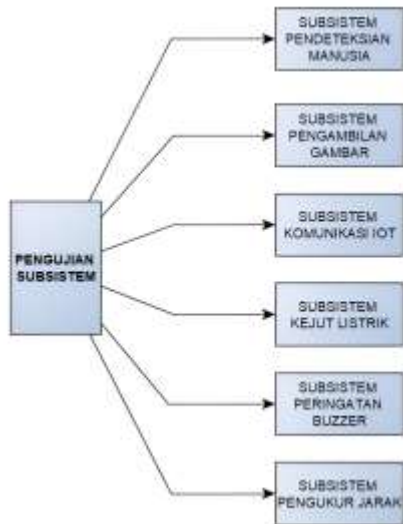 SUBSISTEM
PENDETEKSIAN
MANUSIA
SUBSISTEM
PENGAMBILAN
GAMBAR
SUBSISTEM
KOMUNIKASI IOT
PENGUJIAN
SUBSISTEM
SUBSISTEM
KEJUT LISTRIK
SUBSISTEM
PERINGATAN
BUZZER
SUBSISTEM
PENGUKUR JARAK